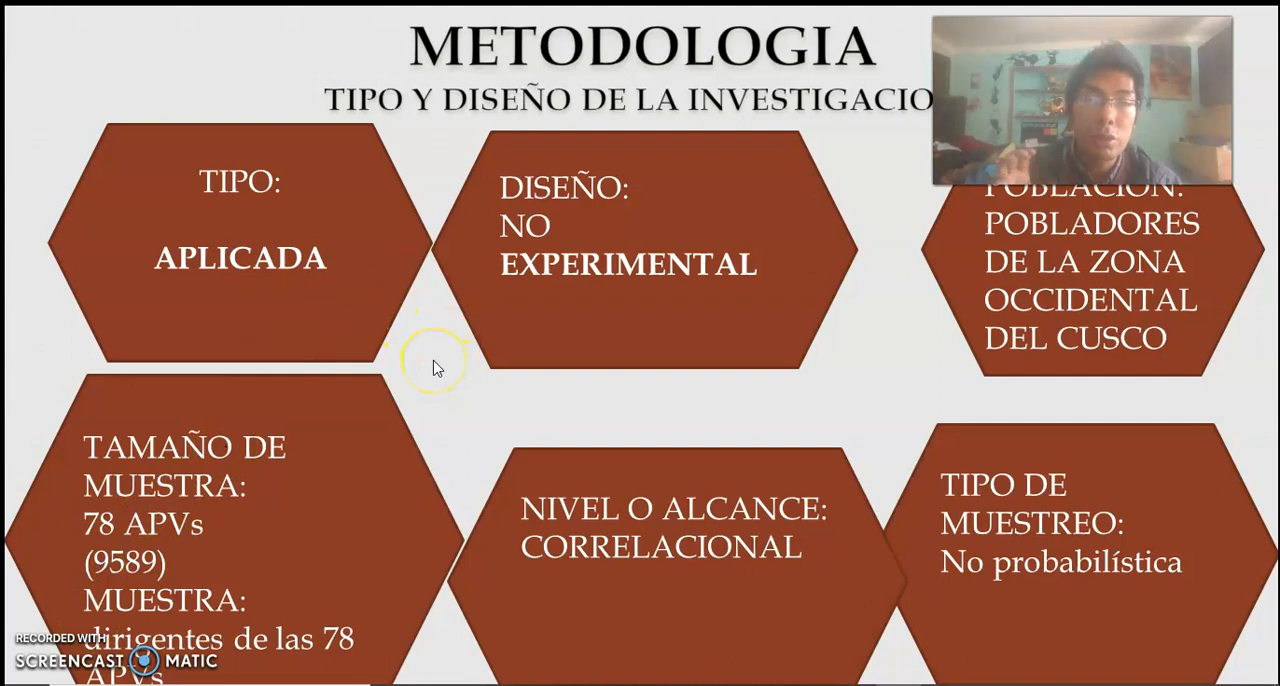 METODOLOGIA
TIPO Y DISEÑO DE LA INVESTIGACIO
TIPO:
APLICADA
DISEÑO:
NO
EXPERIMENTAL
POBLACION:
POBLADORES
DE LA ZONA
OCCIDENTAL
DEL CUSCO
TAMAÑO DE
MUESTRA:
78 APVs
(9589)
MUESTRA:
dirigentes de las 78
APVs
NIVEL O ALCANCE:
CORRELACIONAL
TIPO DE
MUESTREO:
No probabilística
RECORDED WITH
SCREENCAST MATIC